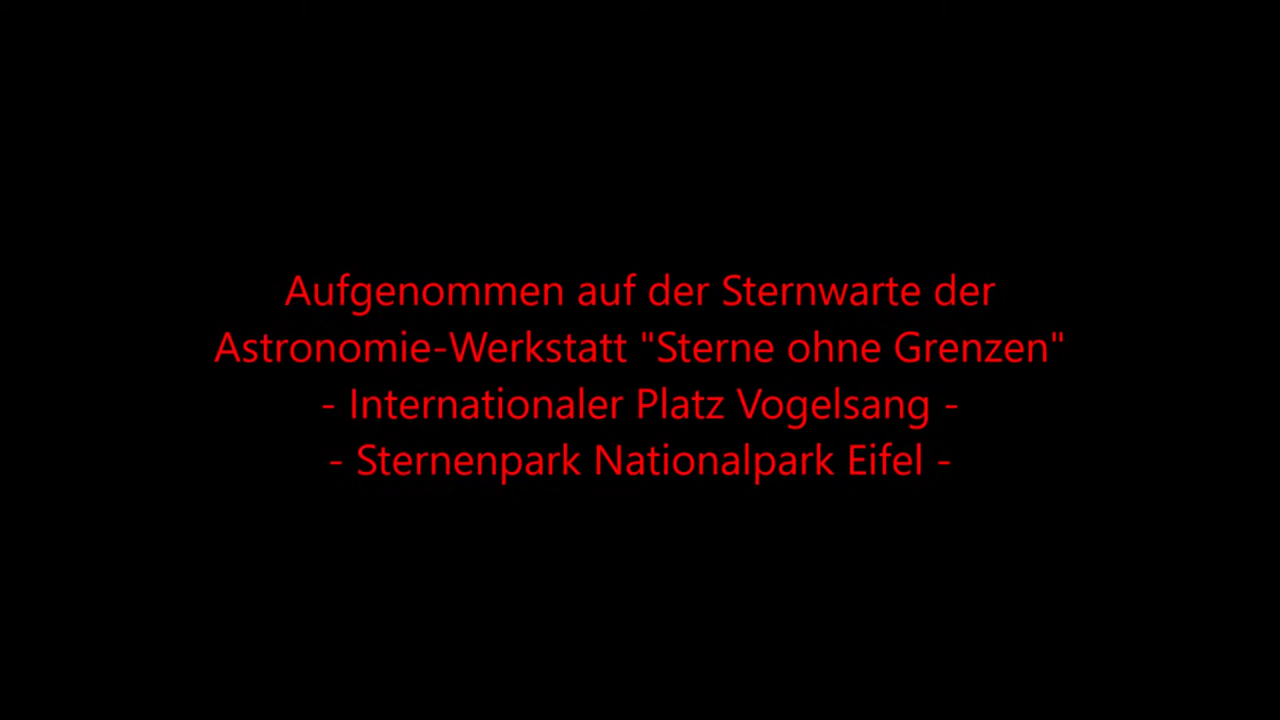 Aufgenommen auf der Sternwarte der
Astronomie-Werkstatt "Sterne ohne Grenzen"
- Internationaler Platz Vogelsang -
- Sternenpark Nationalpark Eifel -